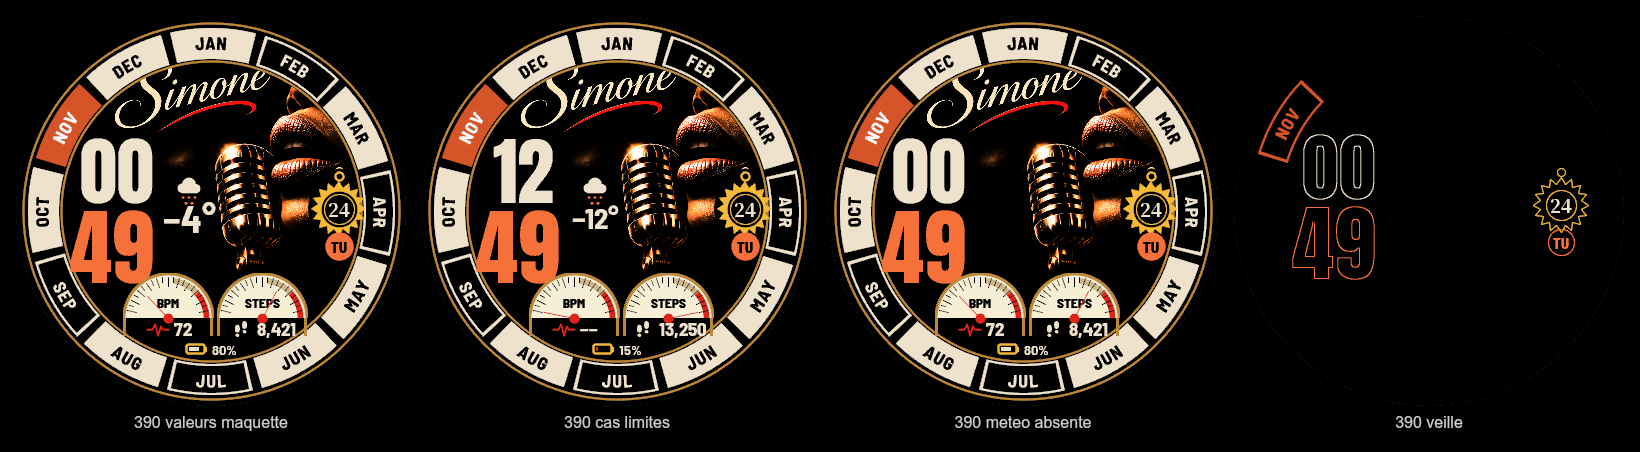 JAN
FEB
MAR
APR
MAY
JUN
JUL
AUG
SEP
OCT
NOV
DEC
Simone
00
49
–4°
24
TU
BPM
72
STEPS
8,421
80%
390 valeurs maquette
JAN
FEB
MAR
APR
MAY
JUN
JUL
AUG
SEP
OCT
NOV
DEC
Simone
12
49
–12°
24
TU
BPM
--
STEPS
13,250
15%
390 cas limites
JAN
FEB
MAR
APR
MAY
JUN
JUL
AUG
SEP
OCT
NOV
DEC
Simone
00
49
24
TU
BPM
72
STEPS
8,421
80%
390 meteo absente
NOV
00
49
24
TU
390 veille